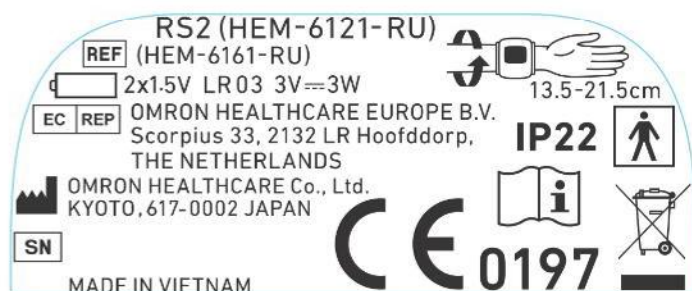 RS2 (HEM-6121-RU)
REF (HEM-6161-RU)
2x1.5V LR03 3V⎓3W
13.5-21.5cm
EC REP OMRON HEALTHCARE EUROPE B.V.
Scorpius 33, 2132 LR Hoofddorp,
THE NETHERLANDS
IP22
OMRON HEALTHCARE Co., Ltd.
KYOTO, 617-0002 JAPAN
i
SN
CE 0197
MADE IN VIETNAM